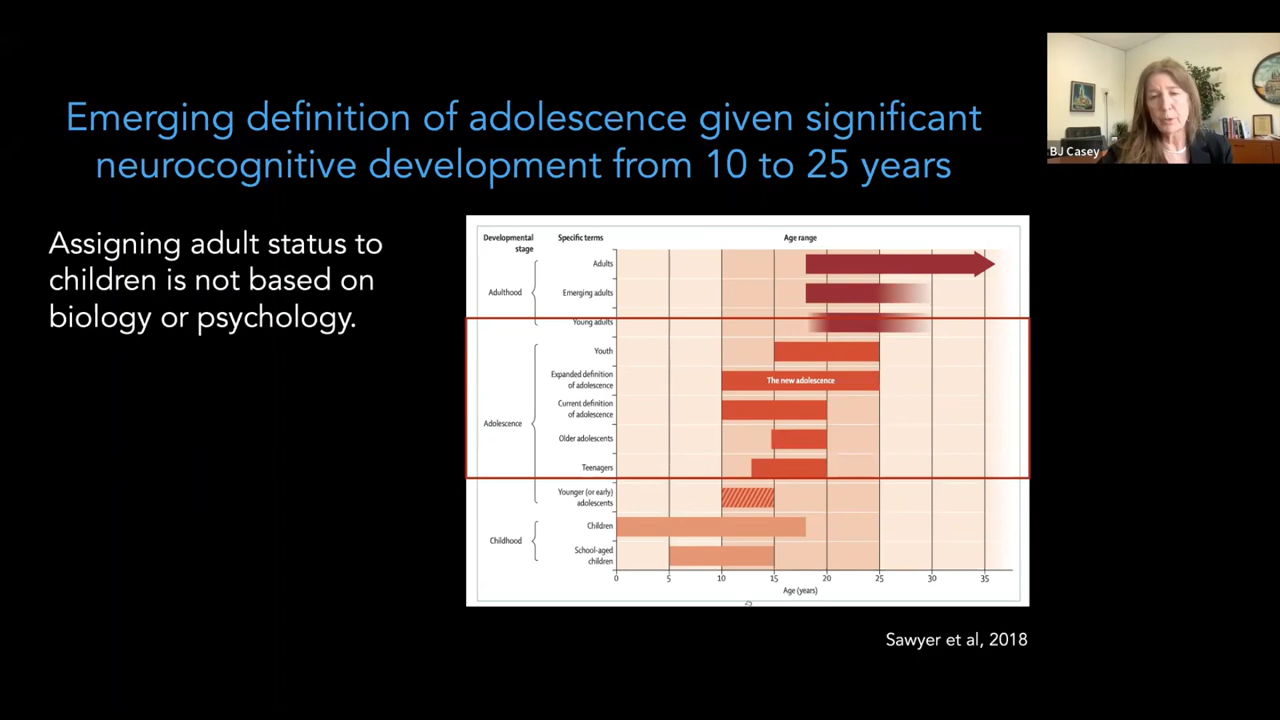 Emerging definition of adolescence given significant
neurocognitive development from 10 to 25 years
BJ Casey
Assigning adult status to
children is not based on
biology or psychology.
Developmental
stage
Specific terms
Age range
Adulthood
Adults
Emerging adults
Young adults
Adolescence
Youth
Expanded definition
of adolescence
The new adolescence
Current definition
of adolescence
Older adolescents
Teenagers
Younger (or early)
adolescents
Childhood
Children
School-aged
children
0 5 10 15 20 25 30 35
Age (years)
25
Sawyer et al, 2018